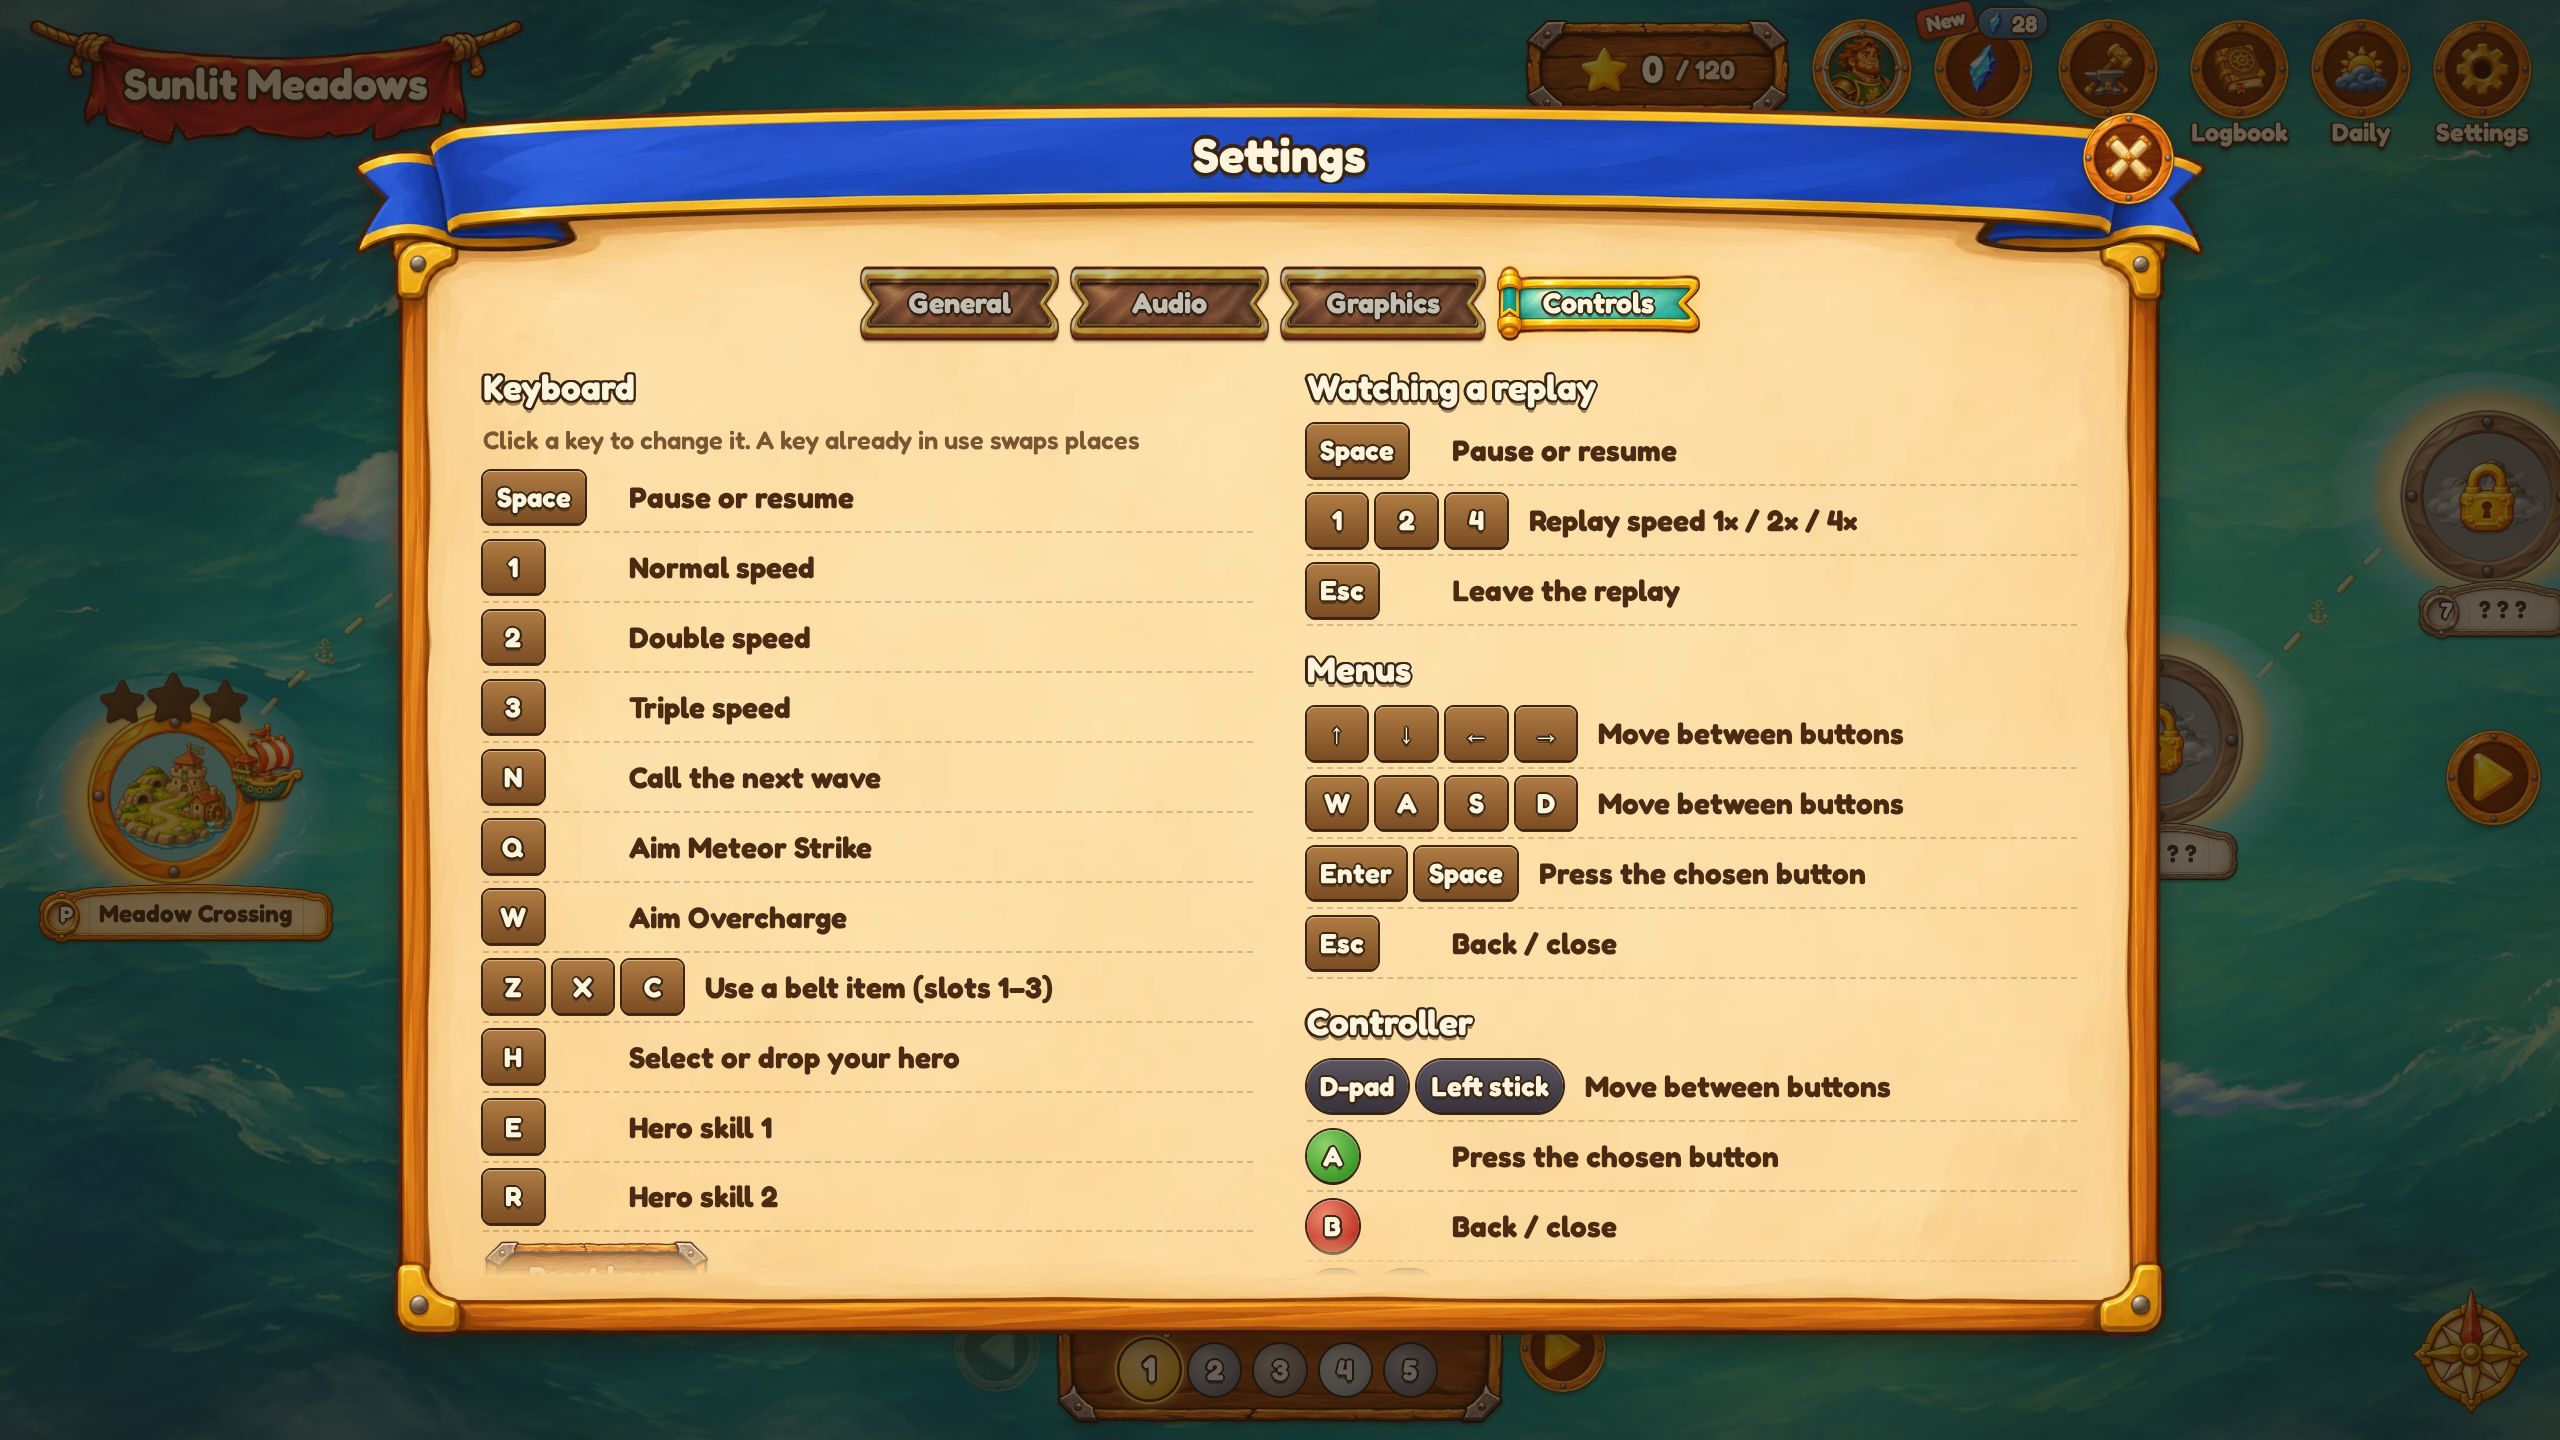 Sunlit Meadows
0 / 120
New
28
Logbook
Daily
Settings
Settings
General
Audio
Graphics
Controls
Keyboard
Click a key to change it. A key already in use swaps places
Space Pause or resume
1 Normal speed
2 Double speed
3 Triple speed
N Call the next wave
Q Aim Meteor Strike
W Aim Overcharge
Z X C Use a belt item (slots 1–3)
H Select or drop your hero
E Hero skill 1
R Hero skill 2
Watching a replay
Space Pause or resume
1 2 4 Replay speed 1x / 2x / 4x
Esc Leave the replay
Menus
↑ ↓ ← → Move between buttons
W A S D Move between buttons
Enter Space Press the chosen button
Esc Back / close
Controller
D-pad Left stick Move between buttons
A Press the chosen button
B Back / close
P Meadow Crossing
7 ???
??
1 2 3 4 5